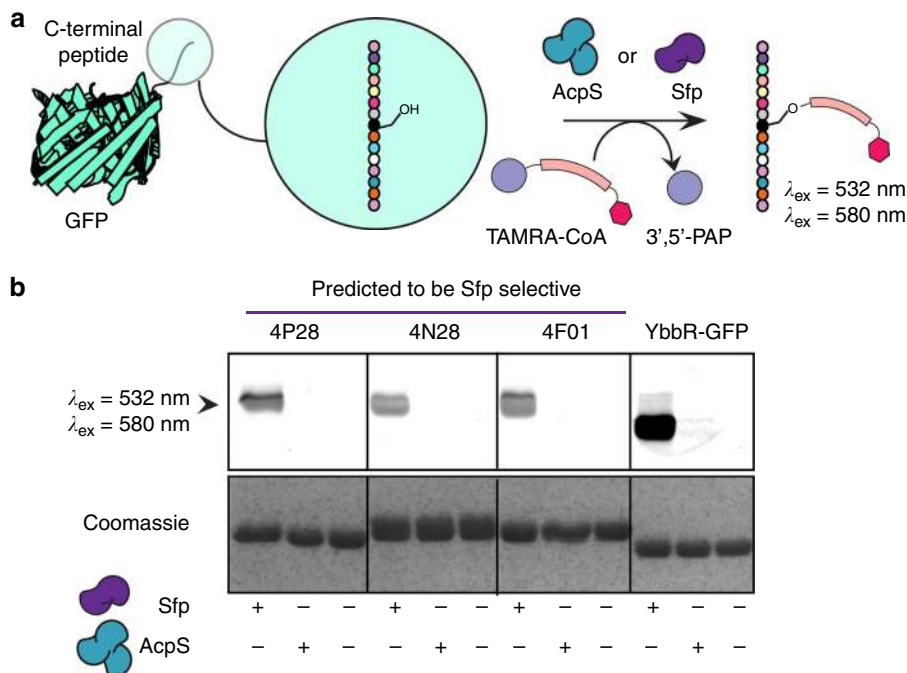 a
C-terminal
peptide
GFP
OH
AcpS
or
Sfp
TAMRA-CoA
3',5'-PAP
O
λex = 532 nm
λex = 580 nm
b
Predicted to be Sfp selective
4P28 4N28 4F01 YbbR-GFP
λex = 532 nm
λex = 580 nm
Coomassie
Sfp + – – + – – + – – + – –
AcpS – + – – + – – + – – + –